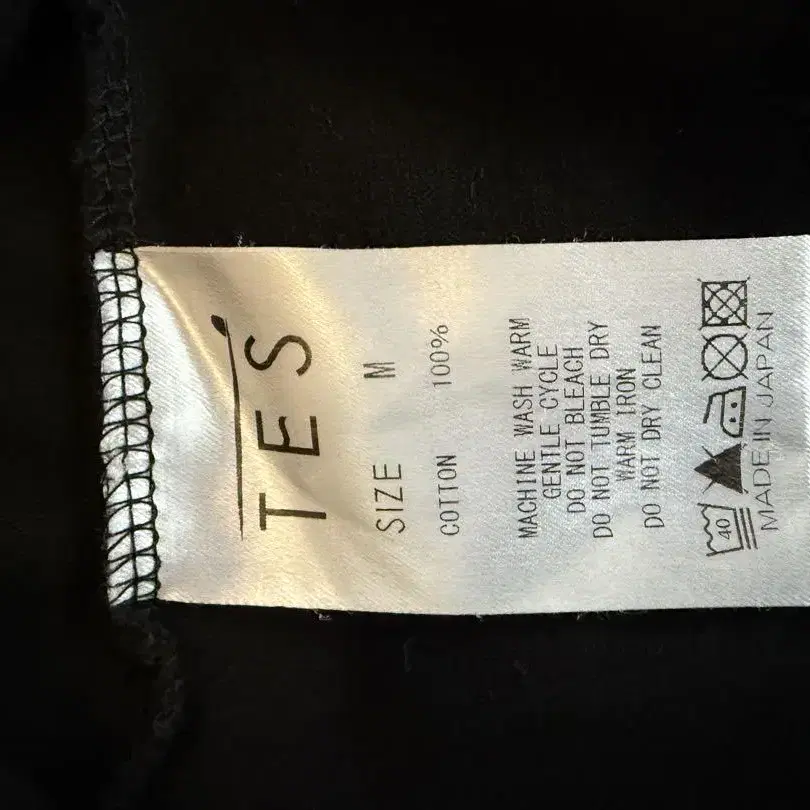 TES
SIZE M
COTTON 100%
MACHINE WASH WARM
GENTLE CYCLE
DO NOT BLEACH
DO NOT TUMBLE DRY
WARM IRON
DO NOT DRY CLEAN
40
MADE IN JAPAN